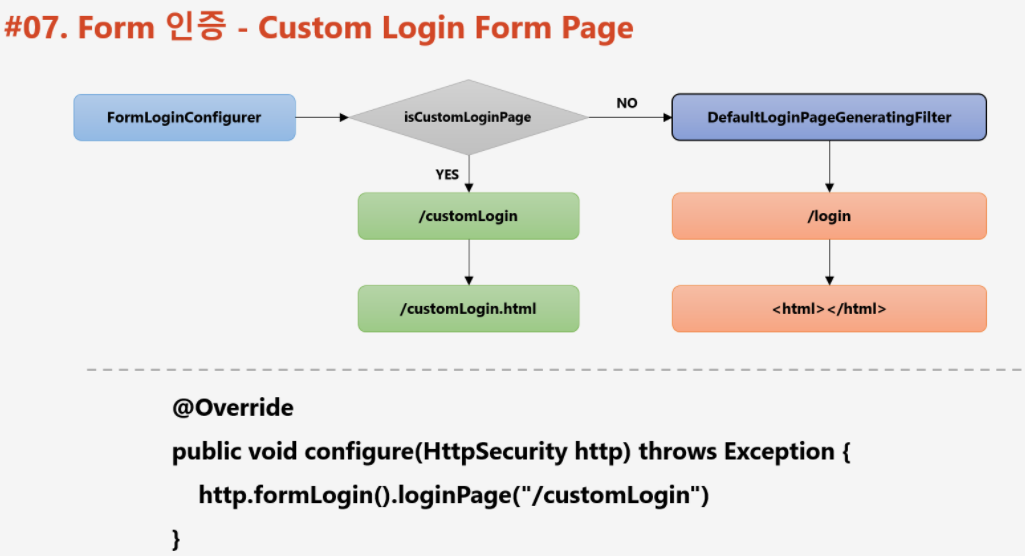 #07. Form 인증 - Custom Login Form Page
FormLoginConfigurer
isCustomLoginPage
NO
DefaultLoginPageGeneratingFilter
YES
/customLogin
/login
/customLogin.html
<html></html>
@Override
public void configure(HttpSecurity http) throws Exception {
http.formLogin().loginPage("/customLogin")
}